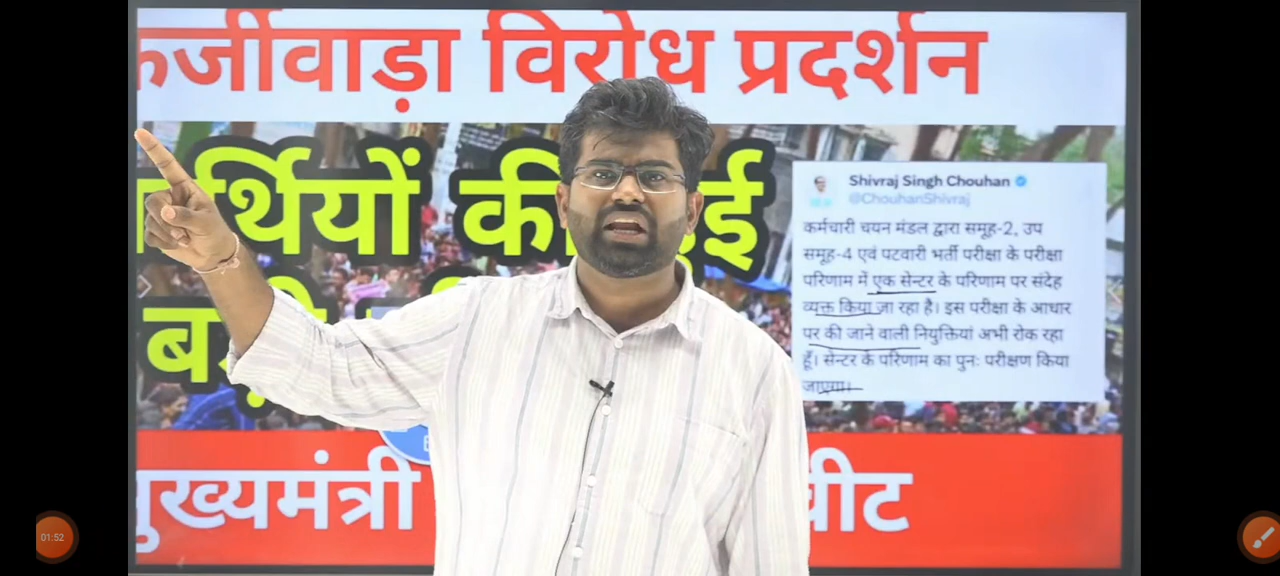 विरोध प्रदर्शन
की
Shivraj Singh Chouhan
@ChouhanShivraj
कर्मचारी चयन मंडल द्वारा समूह-2, उप
समूह-4 एवं पटवारी भर्ती परीक्षा के परीक्षा
परिणाम में एक सेन्टर के परिणाम पर संदेह
व्यक्त किया जा रहा है। इस परीक्षा के आधार
पर की जाने वाली नियुक्तियां अभी रोक रहा
हूँ। सेन्टर के परिणाम का पुनः परीक्षण किया
जाएगा।
मुख्यमंत्री
01:52